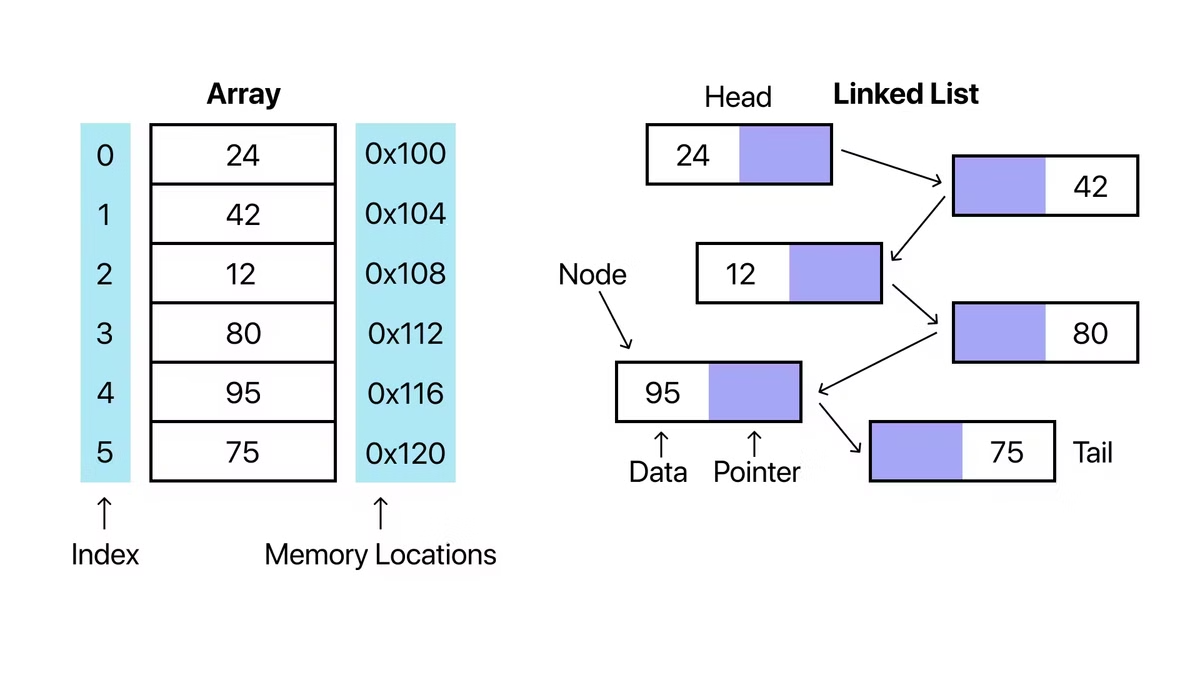 Array
0 24 0x100
1 42 0x104
2 12 0x108
3 80 0x112
4 95 0x116
5 75 0x120
Index
Memory Locations
Linked List
Head
24
42
12
Node
80
95
75
Tail
Data
Pointer